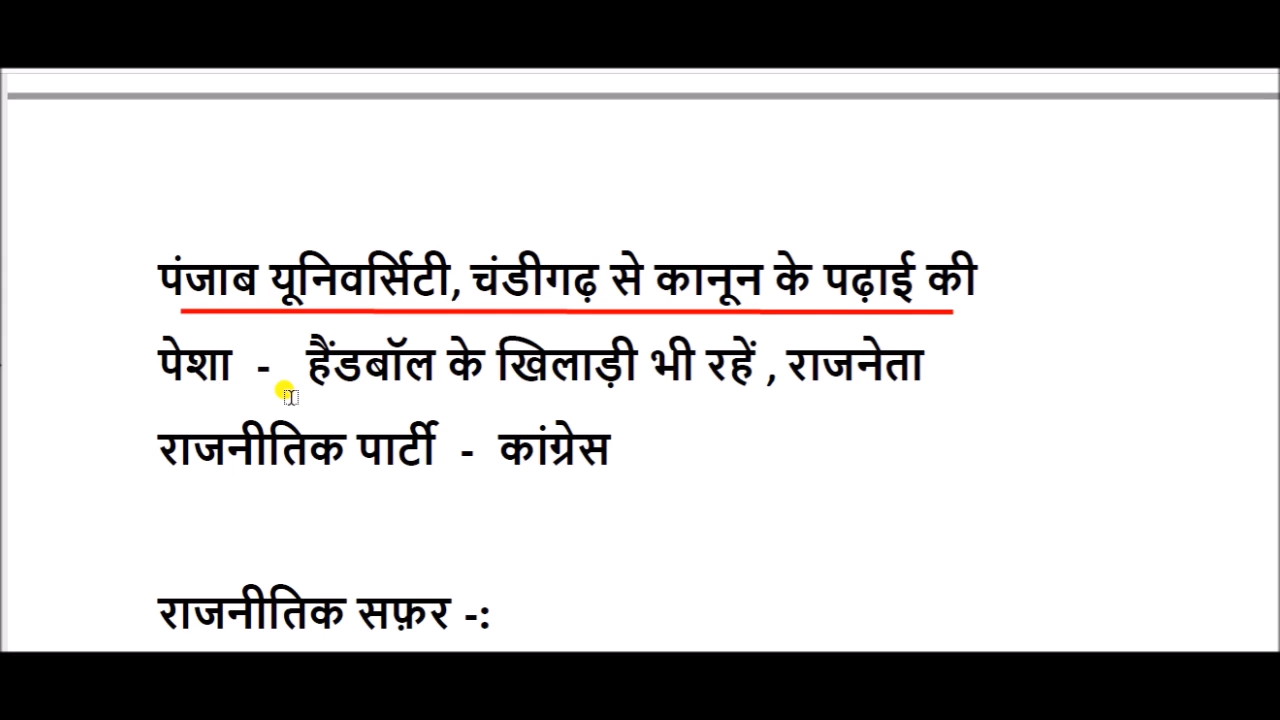 पंजाब यूनिवर्सिटी, चंडीगढ़ से कानून के पढ़ाई की
पेशा - हैंडबॉल के खिलाड़ी भी रहें , राजनेता
राजनीतिक पार्टी - कांग्रेस
राजनीतिक सफ़र -: